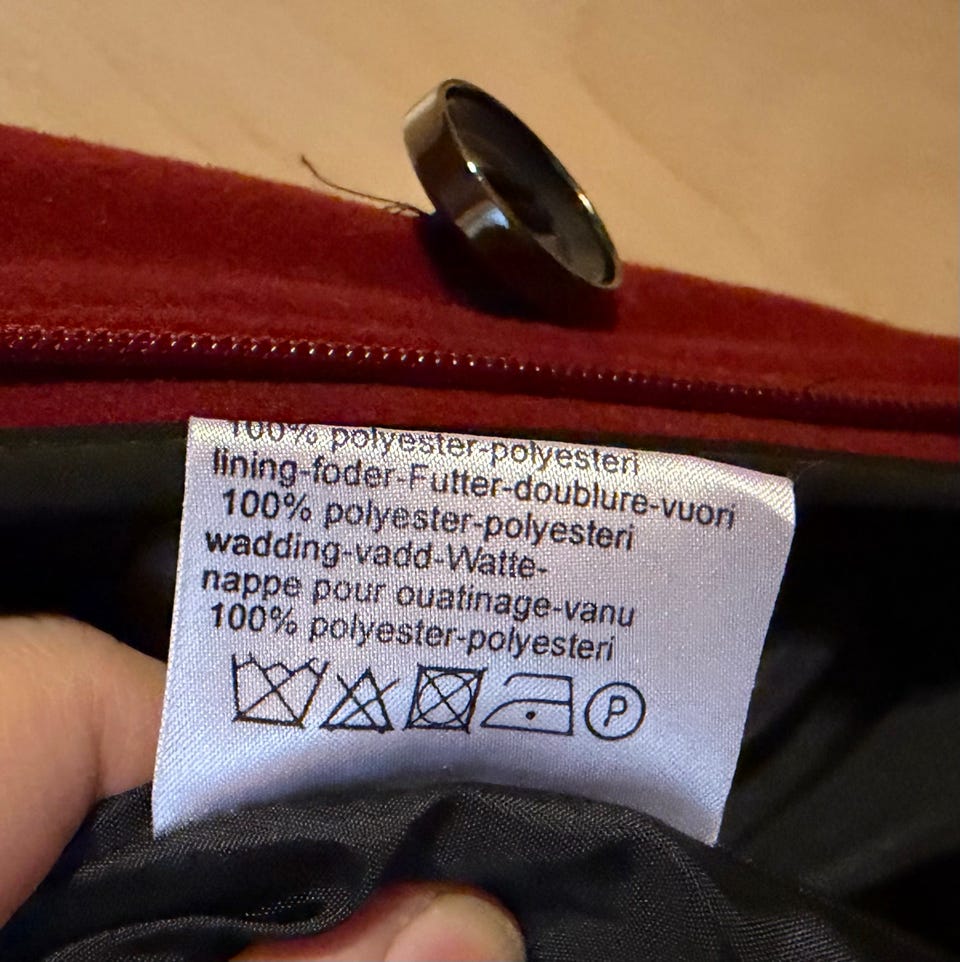 100% polyester-polyesteri
lining-foder-Futter-doublure-vuori
100% polyester-polyesteri
wadding-vadd-Watte-
nappe pour ouatinage-vanu
100% polyester-polyesteri
P